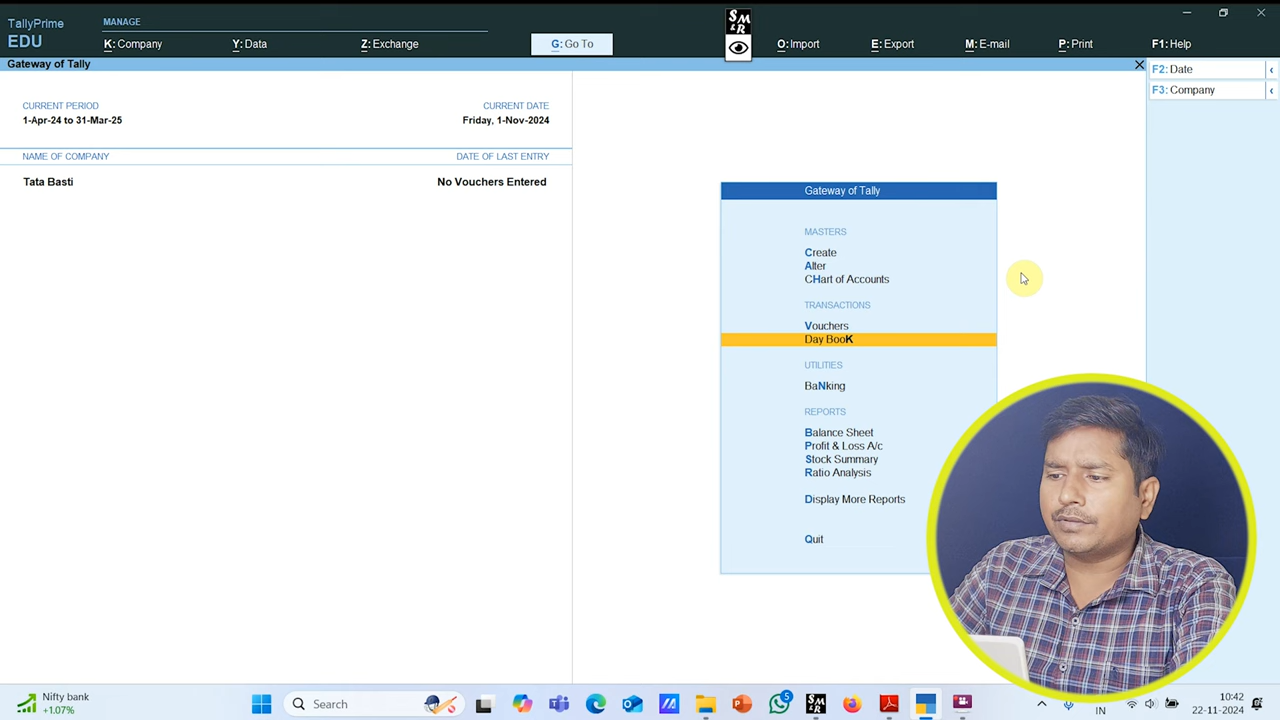 TallyPrime
EDU
MANAGE
K: Company
Y: Data
Z: Exchange
G: Go To
SMLR
O: Import
E: Export
M: E-mail
P: Print
F1: Help
Gateway of Tally
F2: Date
F3: Company
CURRENT PERIOD
CURRENT DATE
1-Apr-24 to 31-Mar-25
Friday, 1-Nov-2024
NAME OF COMPANY
DATE OF LAST ENTRY
Tata Basti
No Vouchers Entered
Gateway of Tally
MASTERS
Create
Alter
CHart of Accounts
TRANSACTIONS
Vouchers
Day BooK
UTILITIES
BaNking
REPORTS
Balance Sheet
Profit & Loss A/c
Stock Summary
Ratio Analysis
Display More Reports
Quit
Nifty bank
+1.07%
Search
5
SMLR
IN
10:42
22-11-2024